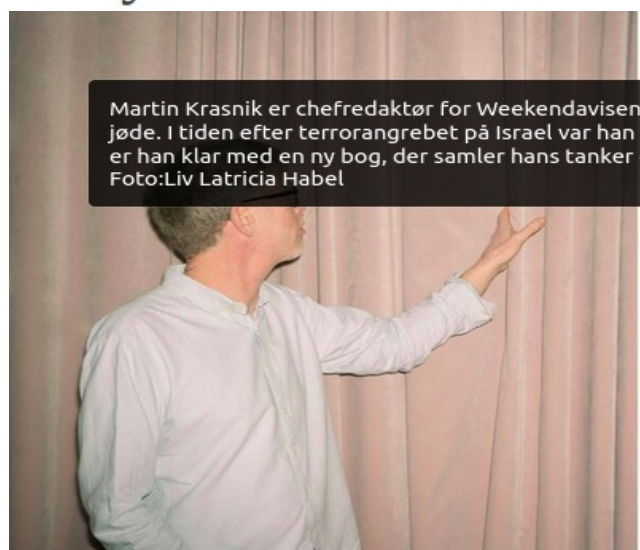 Martin Krasnik er chefredaktør for Weekendavisen
jøde. I tiden efter terrorangrebet på Israel var han
er han klar med en ny bog, der samler hans tanker
Foto:Liv Latricia Habel